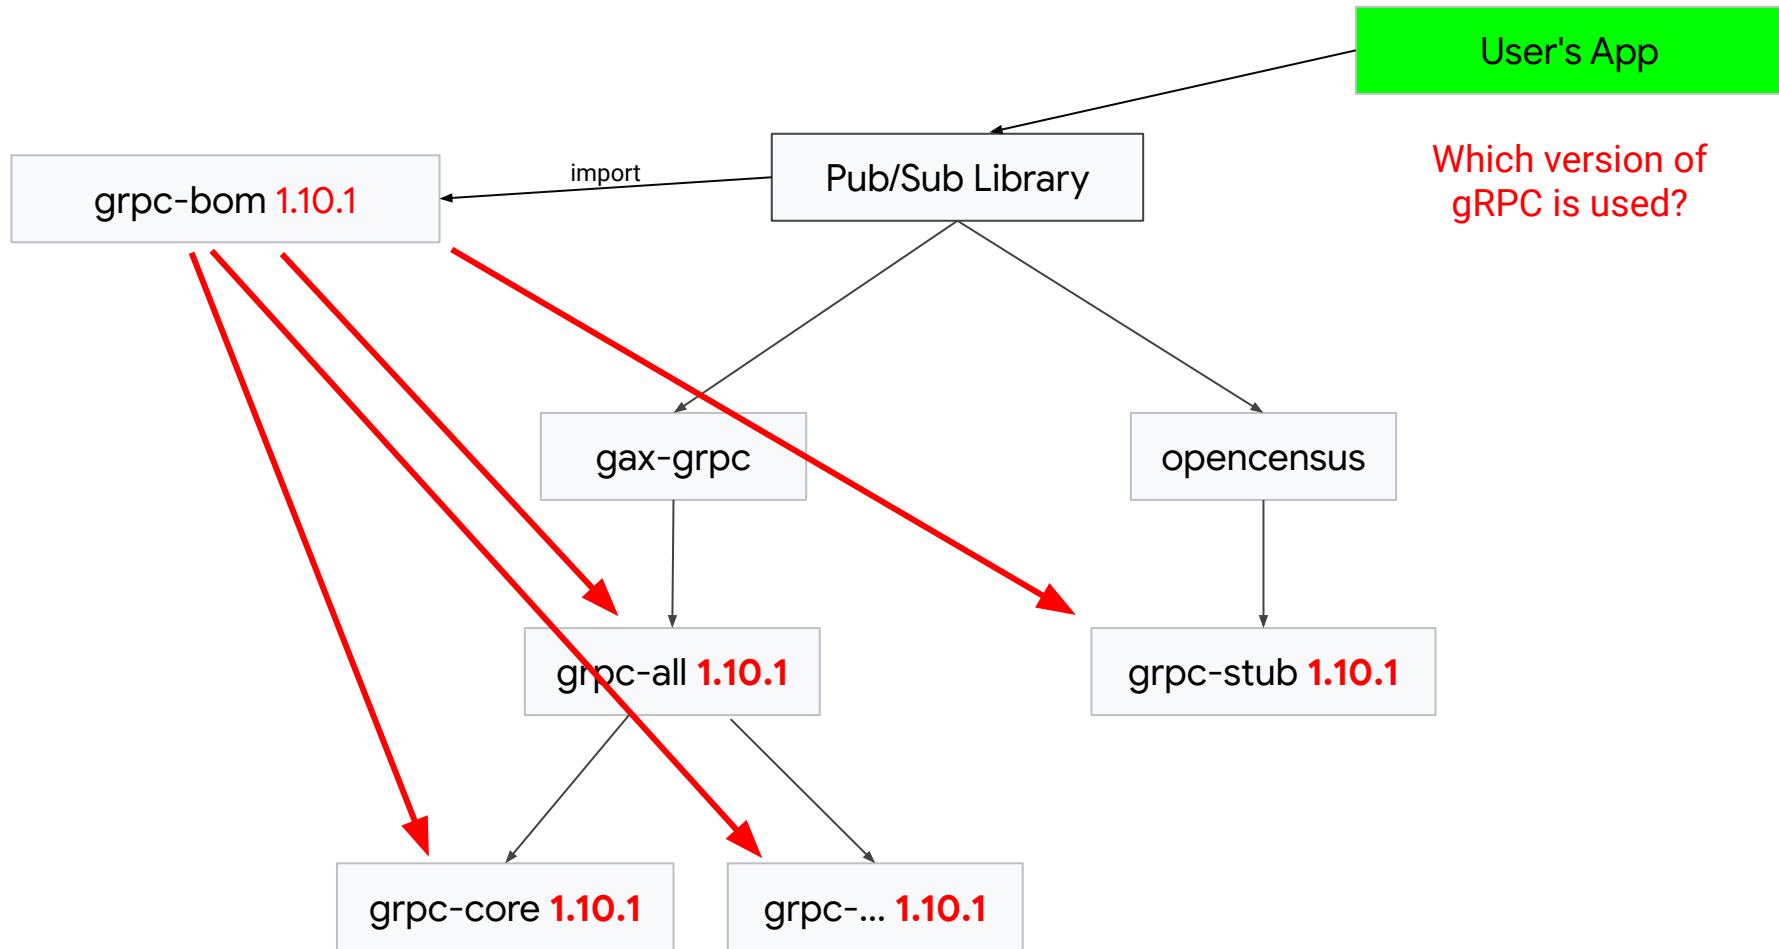 User's App
Which version of
gRPC is used?
import
Pub/Sub Library
grpc-bom 1.10.1
gax-grpc
opencensus
grpc-all 1.10.1
grpc-stub 1.10.1
grpc-core 1.10.1
grpc-... 1.10.1